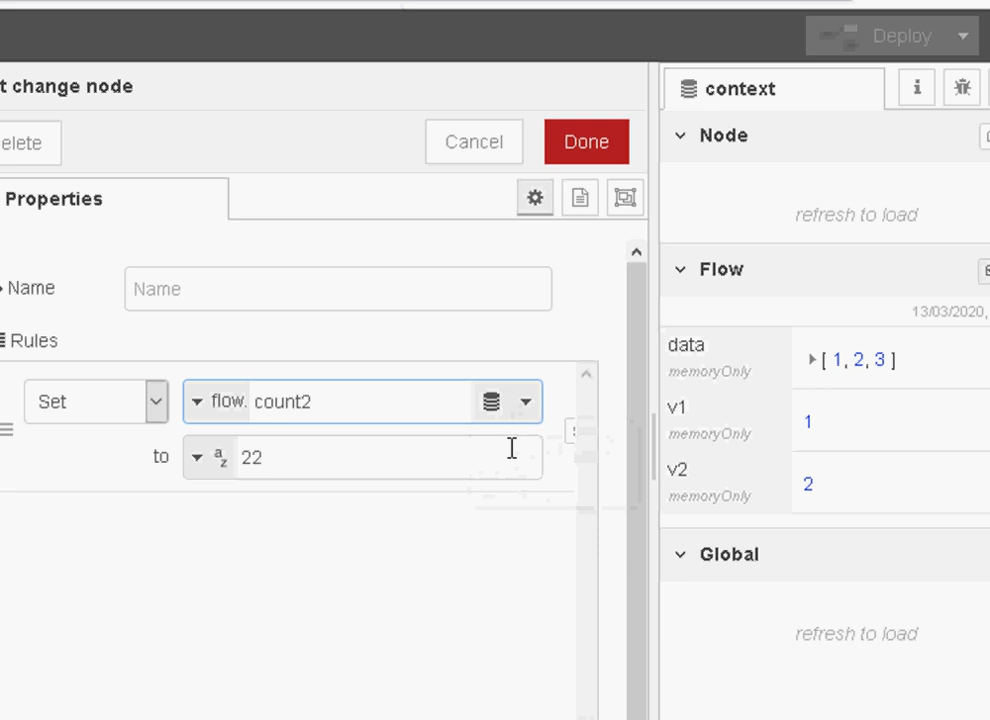 Deploy
t change node
context
elete
Cancel
Done
Node
Properties
refresh to load
Flow
Name
Name
13/03/2020,
Rules
data
memoryOnly
[ 1, 2, 3 ]
Set
flow. count2
v1
memoryOnly
1
to
az 22
v2
memoryOnly
2
Global
refresh to load